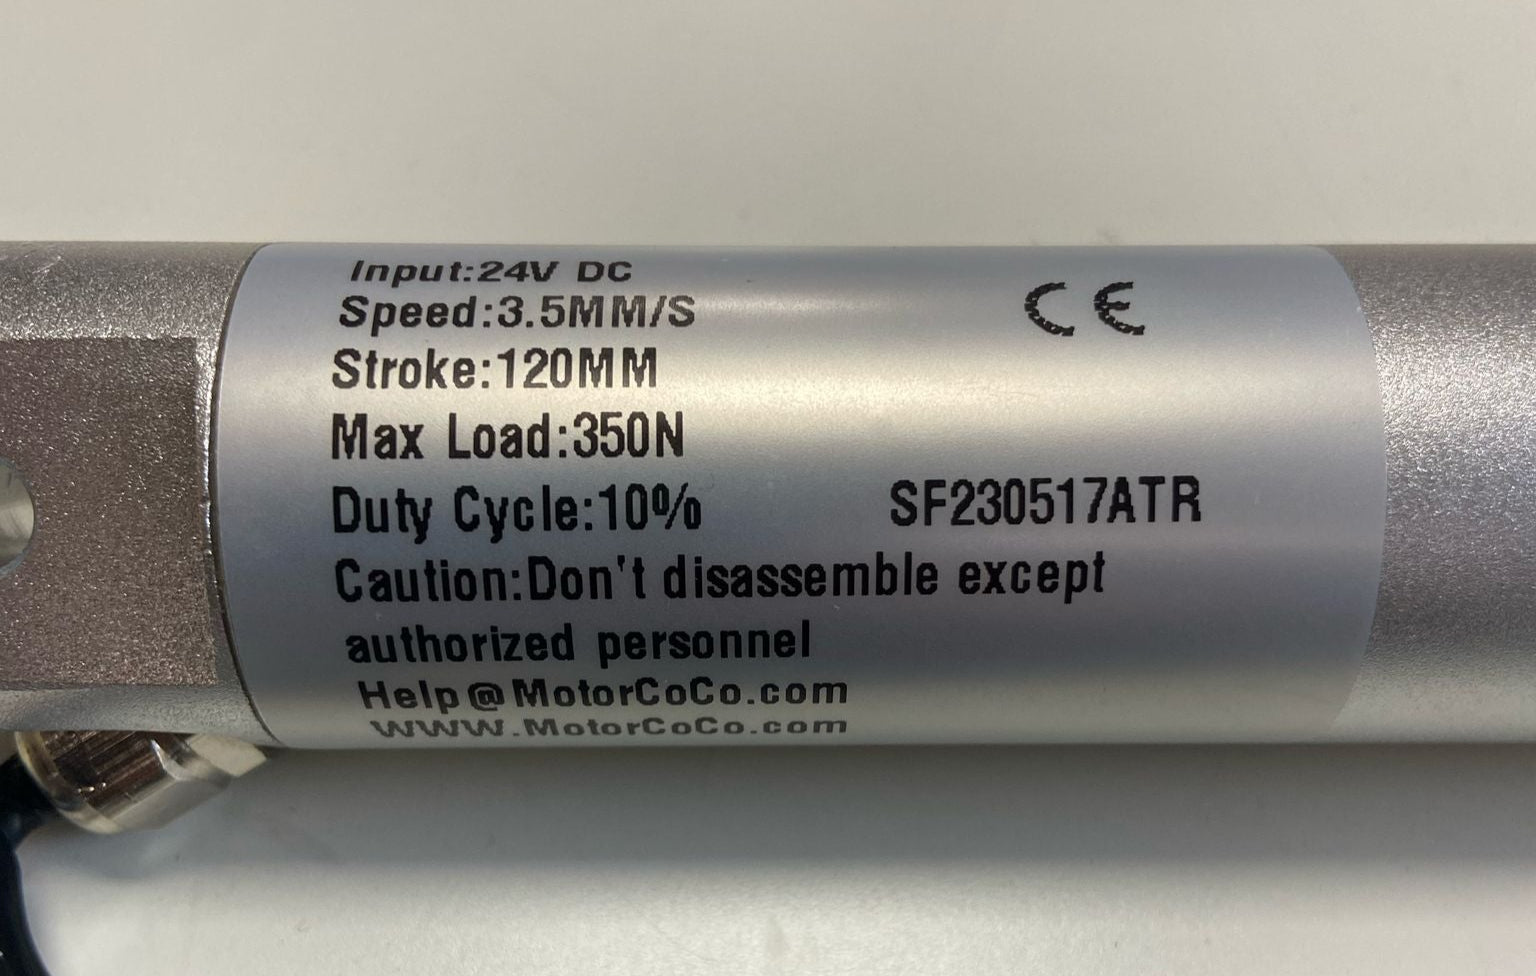 Input:24V DC
Speed:3.5MM/S
CE
Stroke:120MM
Max Load:350N
Duty Cycle:10%
SF230517ATR
Caution:Don't disassemble except
authorized personnel
Help@MotorCoCo.com
WWW.MotorCoCo.com